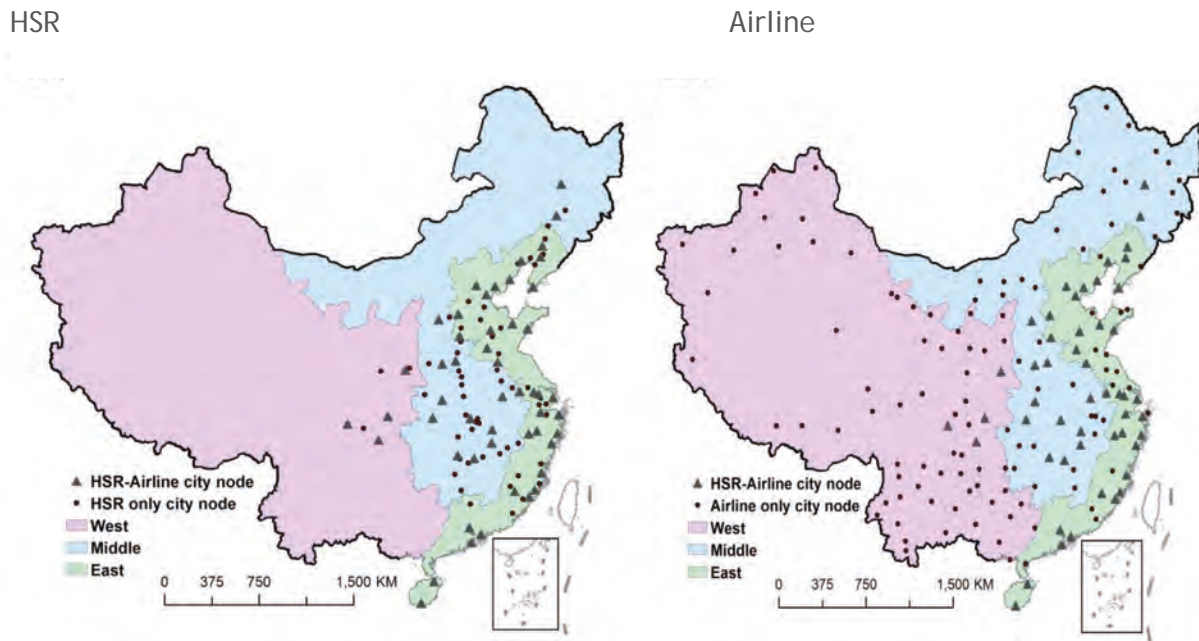 HSR
Airline
HSR-Airline city node
HSR only city node
West
Middle
East
0 375 750 1,500 KM
HSR-Airline city node
Airline only city node
West
Middle
East
0 375 750 1,500 KM